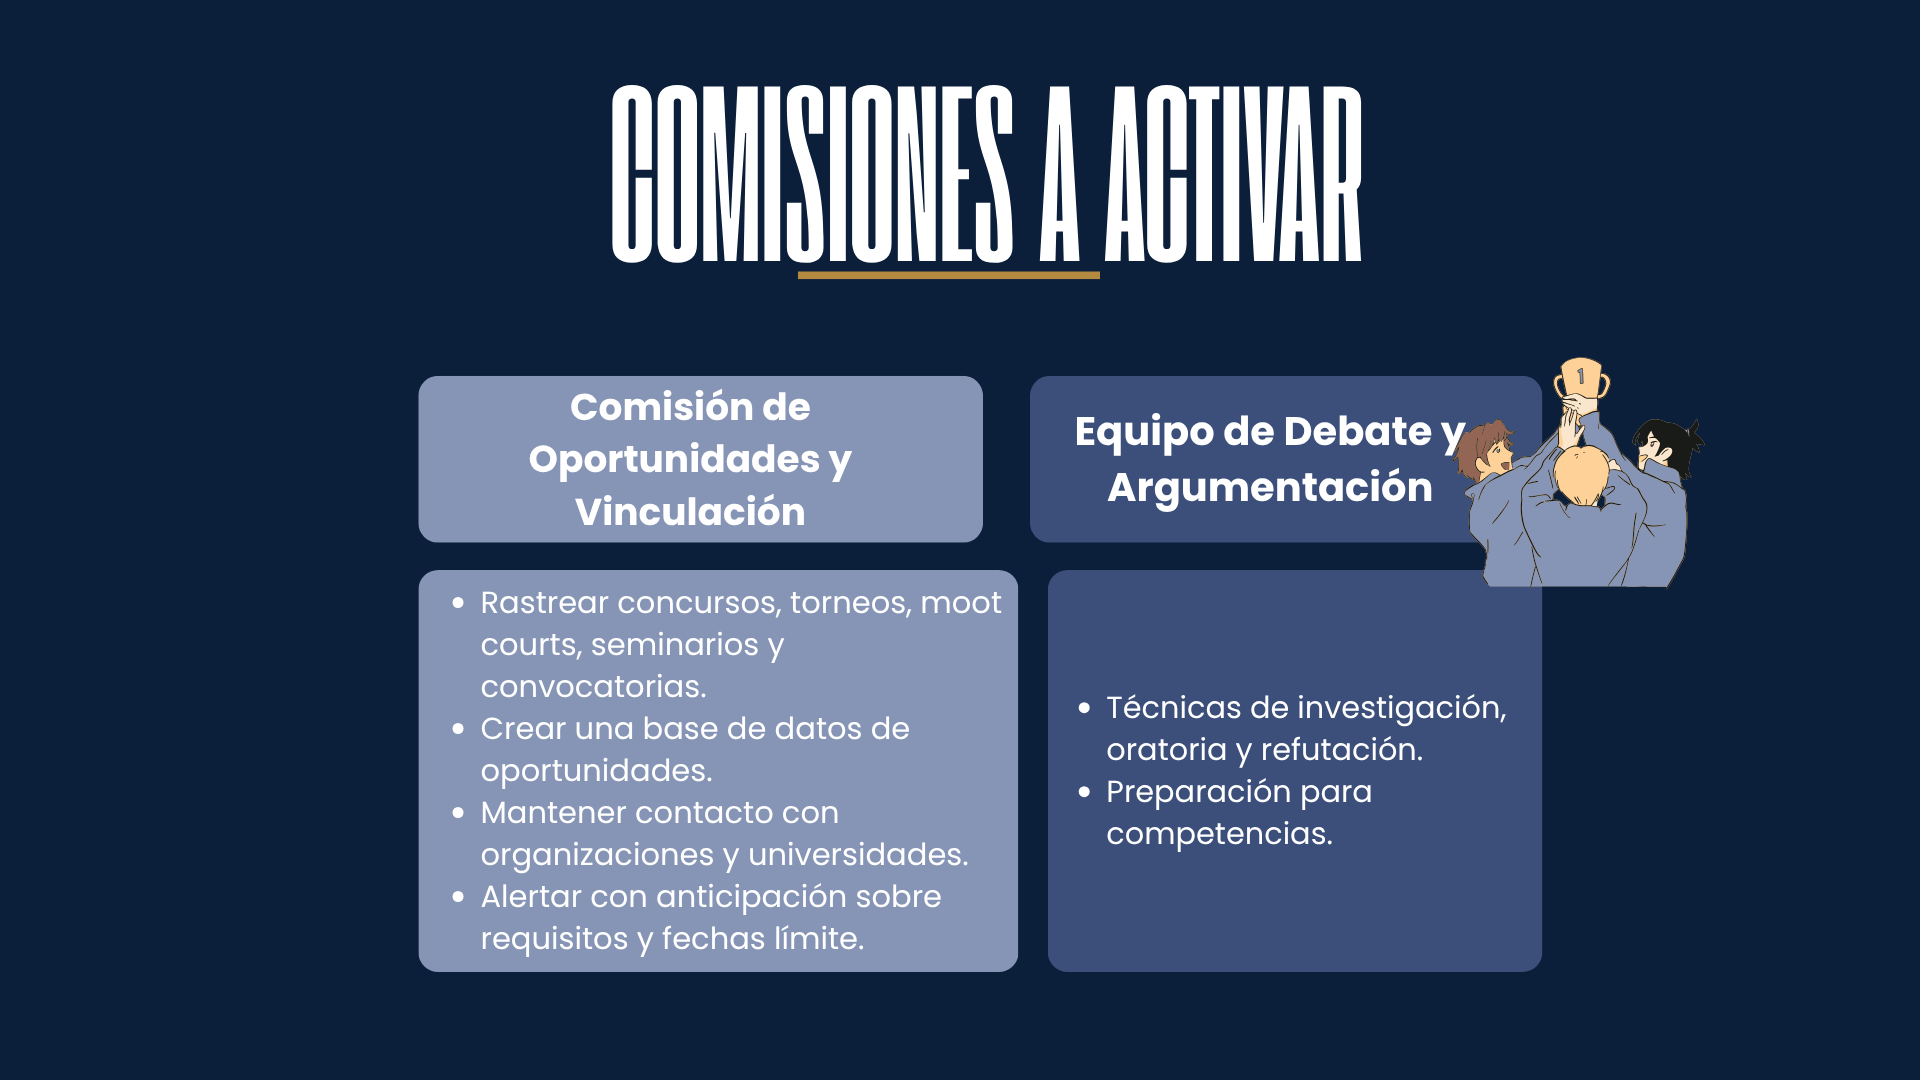 COMISIONES A ACTIVAR
Comisión de
Oportunidades y
Vinculación
Equipo de Debate y
Argumentación
1
• Rastrear concursos, torneos, moot
courts, seminarios y
convocatorias.
• Crear una base de datos de
oportunidades.
• Mantener contacto con
organizaciones y universidades.
• Alertar con anticipación sobre
requisitos y fechas límite.
• Técnicas de investigación,
oratoria y refutación.
• Preparación para
competencias.